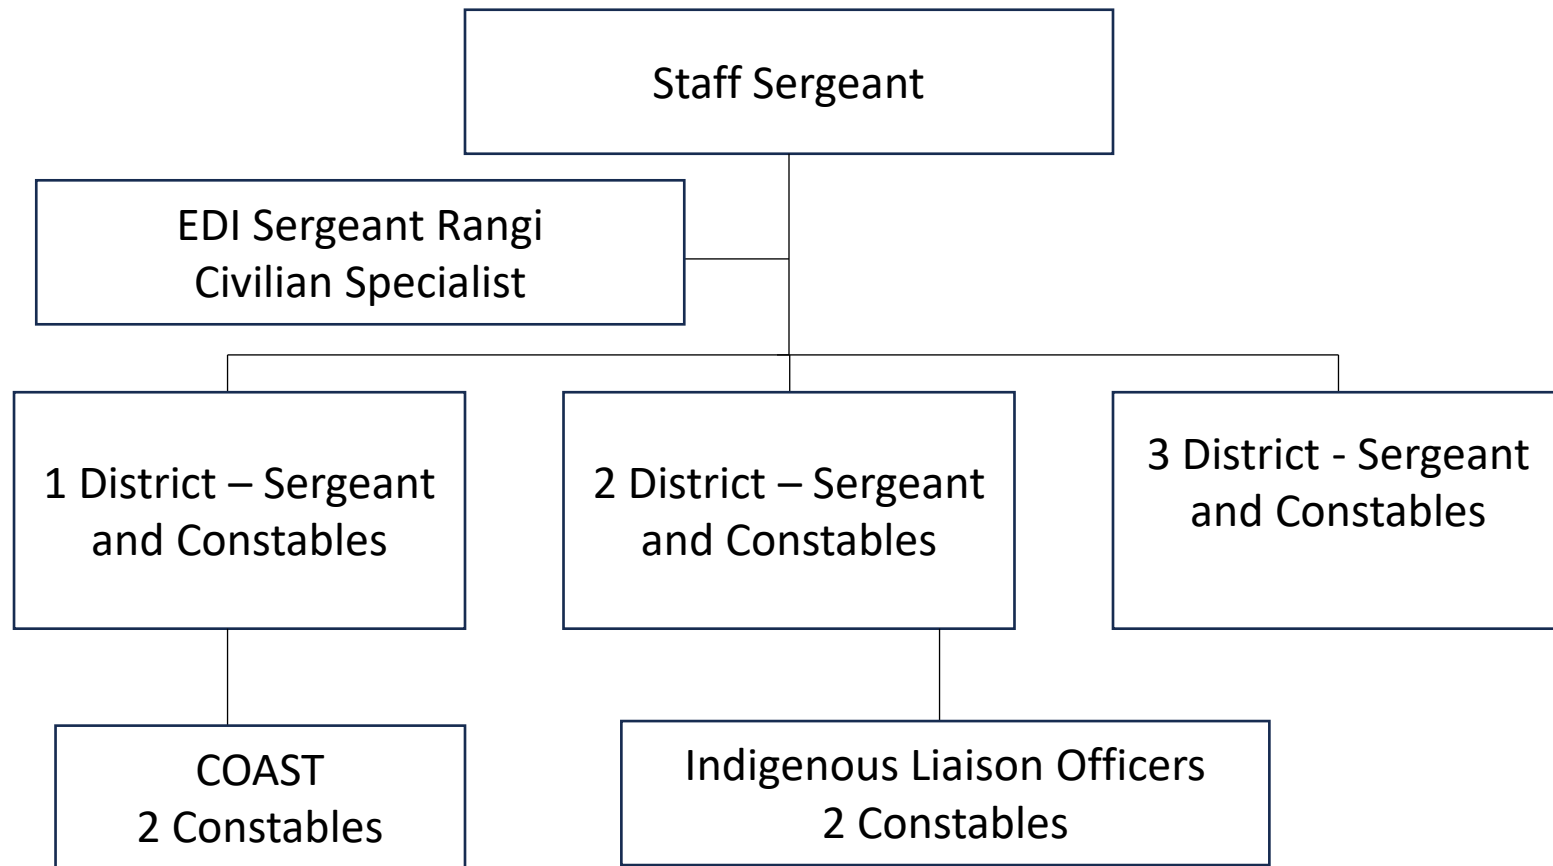 Staff Sergeant
EDI Sergeant Rangi
Civilian Specialist
1 District – Sergeant
and Constables
2 District – Sergeant
and Constables
3 District - Sergeant
and Constables
COAST
2 Constables
Indigenous Liaison Officers
2 Constables